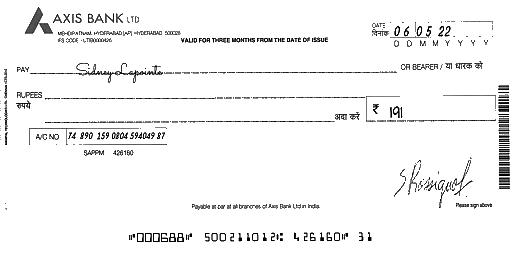 AXIS BANK LTD
MEHDIPATNAM, HYDERABAD [AP] HYDERABAD 500028
IFS CODE - UTIB0000426
VALID FOR THREE MONTHS FROM THE DATE OF ISSUE
DATE
दिनांक
06 05 22
D D M M Y Y Y Y
PAY Sidney Lapointe OR BEARER / या धारक को
RUPEES
रुपये
अदा करें ₹ 191
A/C NO 74 890 159 0804 594049 87
SAPPM 426160
S Rossignol
Payable at par at all branches of Axis Bank Ltd in India.
Please sign above
⑈000688⑈ 500211012⑆ 426160⑈ 31